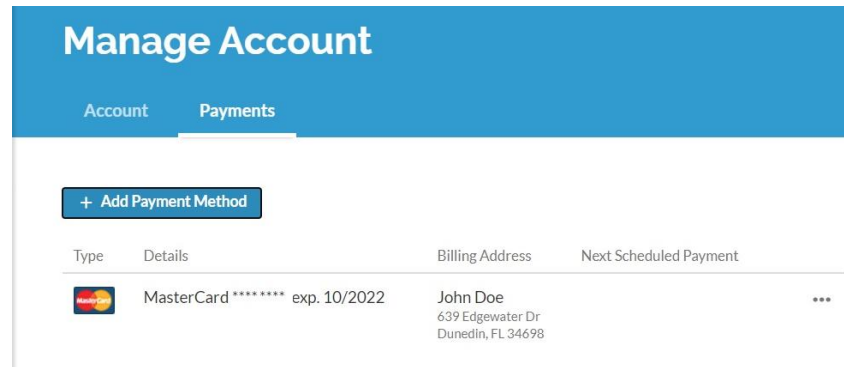 Manage Account
Account Payments
+ Add Payment Method
Type Details Billing Address Next Scheduled Payment
MasterCard MasterCard ******** exp. 10/2022 John Doe •••
639 Edgewater Dr
Dunedin, FL 34698